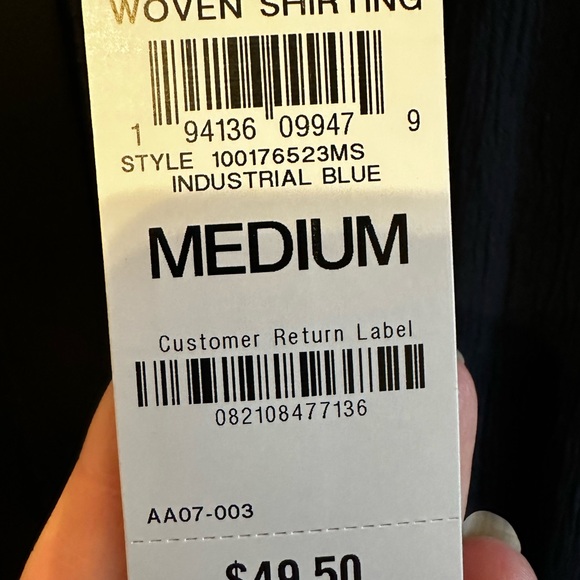 WOVEN SHIRTING
1 94136 09947 9
STYLE 100176523MS
INDUSTRIAL BLUE
MEDIUM
Customer Return Label
082108477136
AA07-003
$49.50